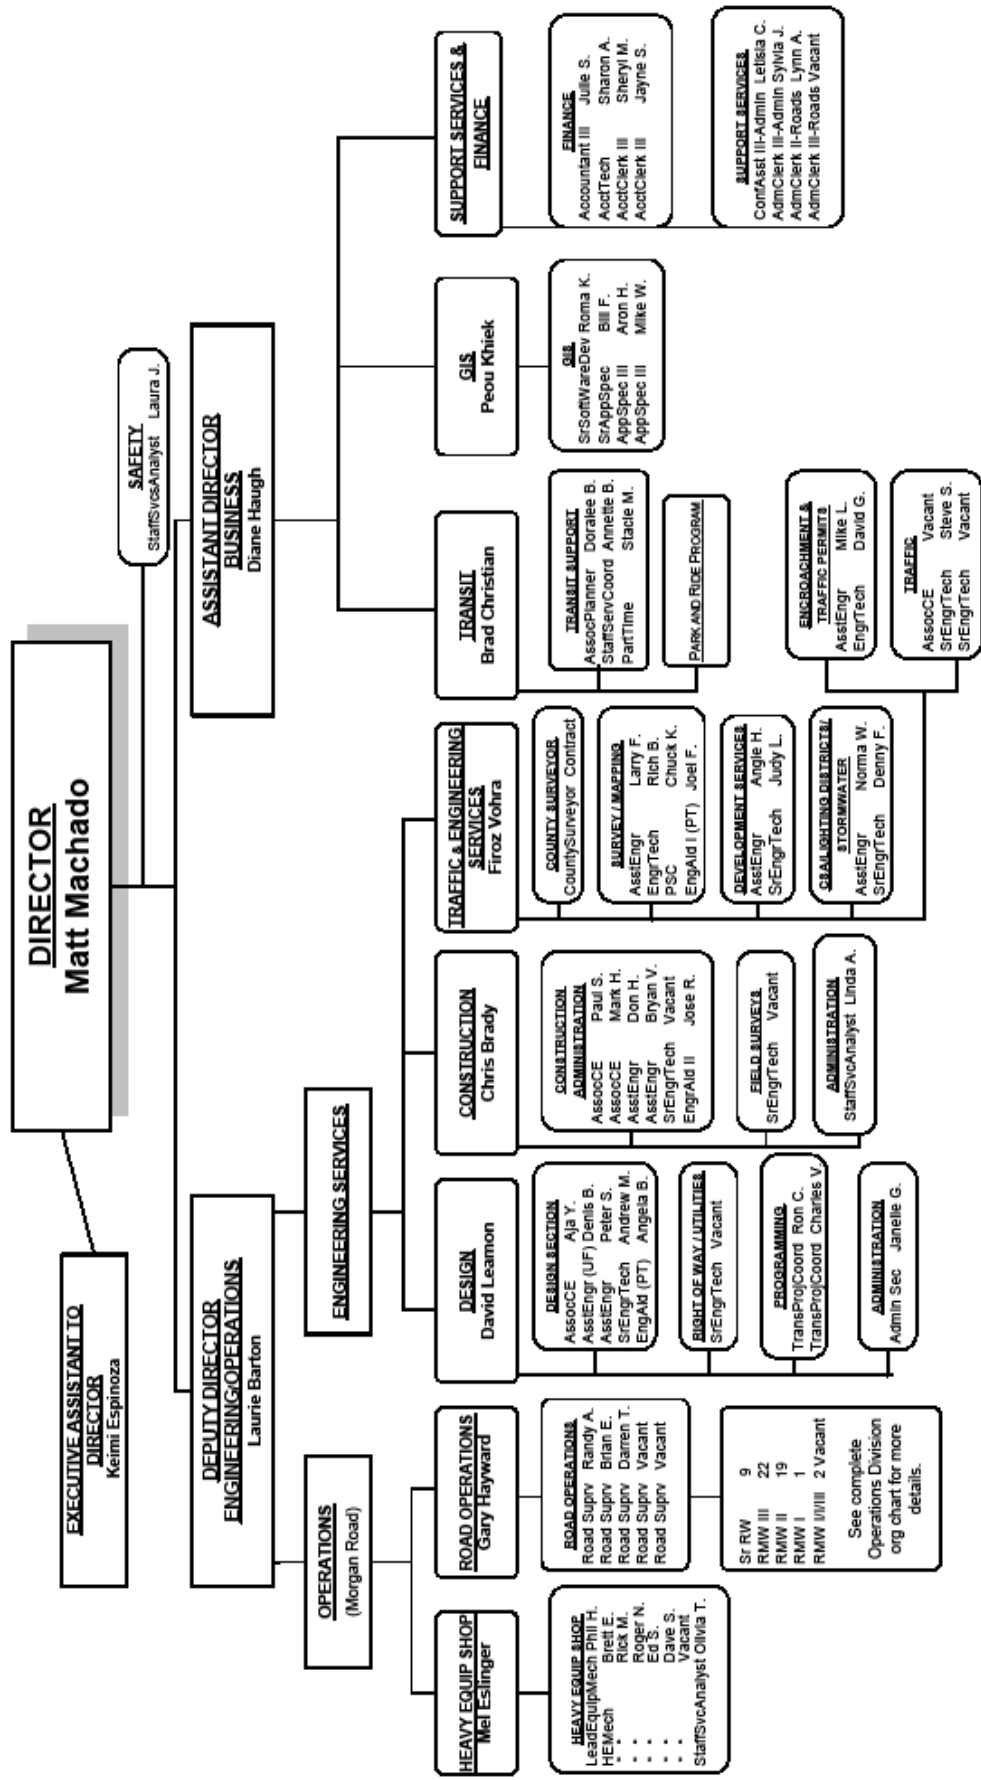 DIRECTOR
Matt Machado
EXECUTIVE ASSISTANT TO
DIRECTOR
Keimi Espinoza
SAFETY
StaffSvcsAnalyst Laura J.
DEPUTY DIRECTOR
ENGINEERING/OPERATIONS
Laurie Barton
ASSISTANT DIRECTOR
BUSINESS
Diane Haugh
OPERATIONS
(Morgan Road)
ENGINEERING SERVICES
HEAVY EQUIP SHOP
Mel Eslinger
ROAD OPERATIONS
Gary Hayward
DESIGN
David Leamon
CONSTRUCTION
Chris Brady
TRAFFIC & ENGINEERING
SERVICES
Firoz Vohra
TRANSIT
Brad Christian
GIS
Peou Khiek
SUPPORT SERVICES &
FINANCE
HEAVY EQUIP SHOP
LeadEquipMech Phil H.
HEMech Brett E.
" " Rick M.
" " Roger N.
" " Ed S.
" " Dave S.
" " Vacant
StaffSvcAnalyst Olivia T.
ROAD OPERATIONS
Road Suprv Randy A.
Road Suprv Brian E.
Road Suprv Darren T.
Road Suprv Vacant
Road Suprv Vacant
Sr RW 9
RMW III 22
RMW II 19
RMW I 1
RMW I/II/III 2 Vacant
See complete
Operations Division
org chart for more
details.
DESIGN SECTION
AssocCE Aja Y.
AsstEngr (UF) Denis B.
AsstEngr Peter S.
SrEngrTech Andrew M.
EngAid (PT) Angela B.
RIGHT OF WAY / UTILITIES
SrEngrTech Vacant
PROGRAMMING
TransProjCoord Ron C.
TransProjCoord Charles V.
ADMINISTRATION
Admin Sec Janelle G.
CONSTRUCTION
ADMINISTRATION
AssocCE Paul S.
AssocCE Mark H.
AsstEngr Don H.
AsstEngr Bryan V.
SrEngrTech Vacant
EngrAid II Jose R.
FIELD SURVEYS
SrEngrTech Vacant
ADMINISTRATION
StaffSvcAnalyst Linda A.
COUNTY SURVEYOR
CountySurveyor Contract
SURVEY / MAPPING
AsstEngr Larry F.
EngrTech Rich B.
PSC Chuck K.
EngAid I (PT) Joel F.
DEVELOPMENT SERVICES
AsstEngr Angie H.
SrEngrTech Judy L.
CSA/LIGHTING DISTRICTS/
STORMWATER
AsstEngr Norma W.
SrEngrTech Denny F.
ENCROACHMENT &
TRAFFIC PERMITS
AsstEngr Mike L.
EngrTech David G.
TRAFFIC
AssocCE Vacant
SrEngrTech Steve S.
SrEngrTech Vacant
TRANSIT SUPPORT
AssocPlanner Doralee B.
StaffServCoord Annette B.
PartTime Stacie M.
PARK AND RIDE PROGRAM
GIS
SrSoftWareDev Roma K.
SrAppSpec Bill F.
AppSpec III Aron H.
AppSpec III Mike W.
FINANCE
Accountant III Julie S.
AcctTech Sharon A.
AcctClerk III Sheryl M.
AcctClerk III Jayne S.
SUPPORT SERVICES
ConfAsst III-Admin Letisia C.
AdmClerk III-Admin Sylvia J.
AdmClerk II-Roads Lynn A.
AdmClerk III-Roads Vacant